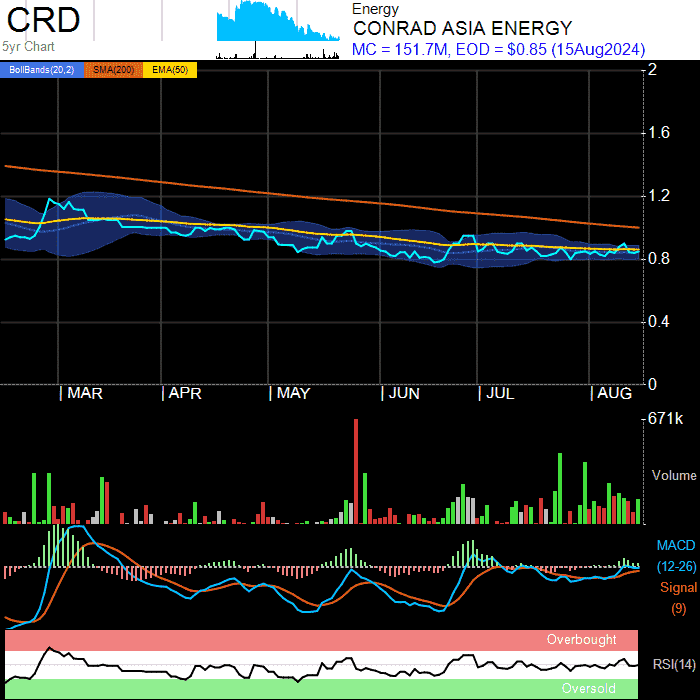 CRD
5yr Chart
Energy
CONRAD ASIA ENERGY
MC = 151.7M, EOD = $0.85 (15Aug2024)
BollBands(20,2) SMA(200) EMA(50)
2
1.6
1.2
0.8
0.4
0
MAR APR MAY JUN JUL AUG
671k
Volume
MACD
(12-26)
Signal
(9)
Overbought
RSI(14)
Oversold